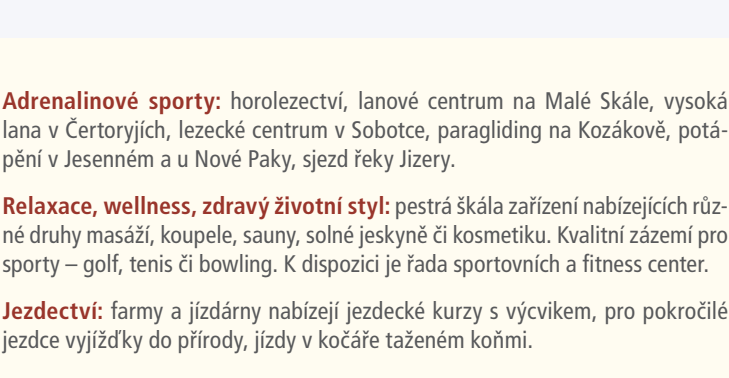 Adrenalinové sporty: horolezectví, lanové centrum na Malé Skále, vysoká
lana v Čertoryjích, lezecké centrum v Sobotce, paragliding na Kozákově, potá-
pění v Jesenném a u Nové Paky, sjezd řeky Jizery.
Relaxace, wellness, zdravý životní styl: pestrá škála zařízení nabízejících růz-
né druhy masáží, koupele, sauny, solné jeskyně či kosmetiku. Kvalitní zázemí pro
sporty – golf, tenis či bowling. K dispozici je řada sportovních a fitness center.
Jezdectví: farmy a jízdárny nabízejí jezdecké kurzy s výcvikem, pro pokročilé
jezdce vyjížďky do přírody, jízdy v kočáře taženém koňmi.